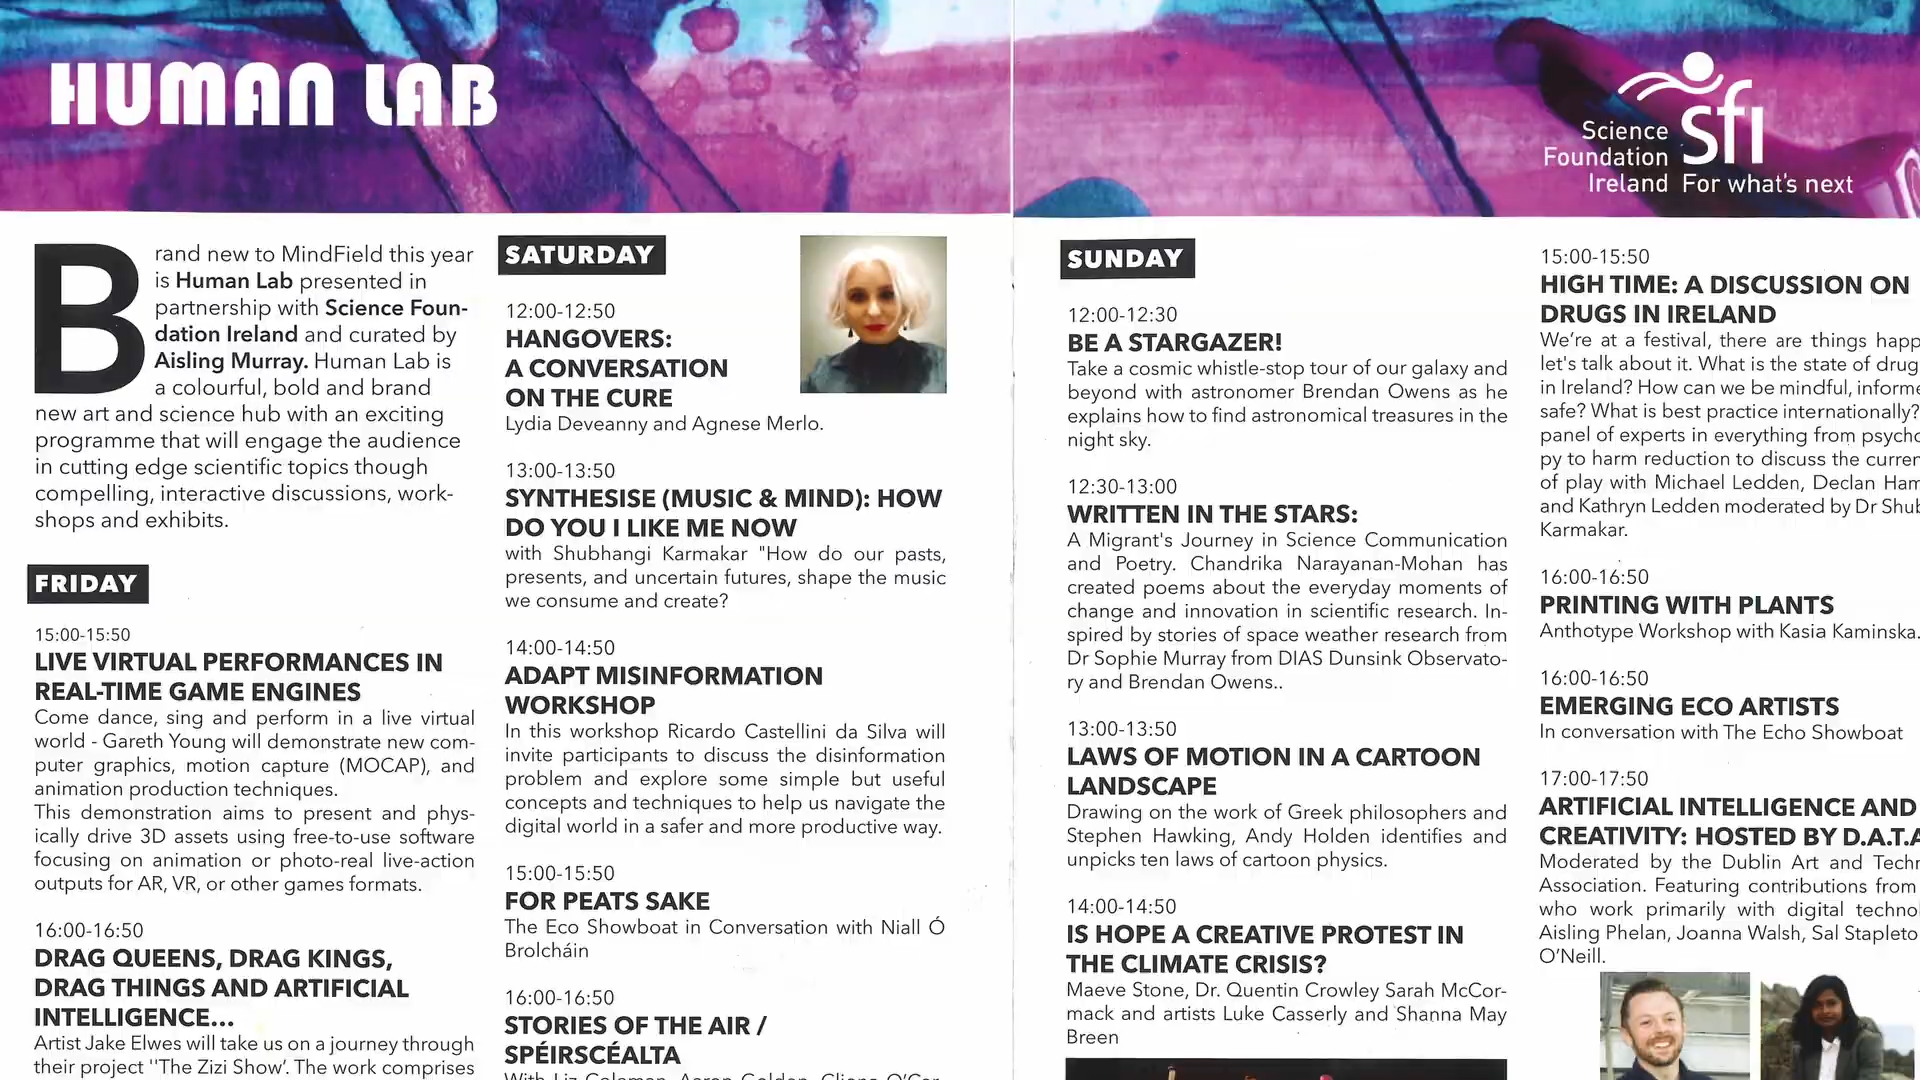 HUMAN LAB
Science
Foundation
Ireland
sfi
For what's next
Brand new to MindField this year
is Human Lab presented in
partnership with Science Foun-
dation Ireland and curated by
Aisling Murray. Human Lab is
a colourful, bold and brand
new art and science hub with an exciting
programme that will engage the audience
in cutting edge scientific topics though
compelling, interactive discussions, work-
shops and exhibits.
FRIDAY
15:00-15:50
LIVE VIRTUAL PERFORMANCES IN
REAL-TIME GAME ENGINES
Come dance, sing and perform in a live virtual
world - Gareth Young will demonstrate new com-
puter graphics, motion capture (MOCAP), and
animation production techniques.
This demonstration aims to present and phys-
ically drive 3D assets using free-to-use software
focusing on animation or photo-real live-action
outputs for AR, VR, or other games formats.
16:00-16:50
DRAG QUEENS, DRAG KINGS,
DRAG THINGS AND ARTIFICIAL
INTELLIGENCE...
Artist Jake Elwes will take us on a journey through
their project "The Zizi Show'. The work comprises
SATURDAY
12:00-12:50
HANGOVERS:
A CONVERSATION
ON THE CURE
Lydia Deveanny and Agnese Merlo.
13:00-13:50
SYNTHESISE (MUSIC & MIND): HOW
DO YOU I LIKE ME NOW
with Shubhangi Karmakar "How do our pasts,
presents, and uncertain futures, shape the music
we consume and create?
14:00-14:50
ADAPT MISINFORMATION
WORKSHOP
In this workshop Ricardo Castellini da Silva will
invite participants to discuss the disinformation
problem and explore some simple but useful
concepts and techniques to help us navigate the
digital world in a safer and more productive way.
15:00-15:50
FOR PEATS SAKE
The Eco Showboat in Conversation with Niall Ó
Brolcháin
16:00-16:50
STORIES OF THE AIR /
SPÉIRSCÉALTA
With Liz Coleman, Aaron Golden, Cliona O'Cor-
SUNDAY
12:00-12:30
BE A STARGAZER!
Take a cosmic whistle-stop tour of our galaxy and
beyond with astronomer Brendan Owens as he
explains how to find astronomical treasures in the
night sky.
12:30-13:00
WRITTEN IN THE STARS:
A Migrant's Journey in Science Communication
and Poetry. Chandrika Narayanan-Mohan has
created poems about the everyday moments of
change and innovation in scientific research. In-
spired by stories of space weather research from
Dr Sophie Murray from DIAS Dunsink Observato-
ry and Brendan Owens..
13:00-13:50
LAWS OF MOTION IN A CARTOON
LANDSCAPE
Drawing on the work of Greek philosophers and
Stephen Hawking, Andy Holden identifies and
unpicks ten laws of cartoon physics.
14:00-14:50
IS HOPE A CREATIVE PROTEST IN
THE CLIMATE CRISIS?
Maeve Stone, Dr. Quentin Crowley Sarah McCor-
mack and artists Luke Casserly and Shanna May
Breen
15:00-15:50
HIGH TIME: A DISCUSSION ON
DRUGS IN IRELAND
We're at a festival, there are things happ
let's talk about it. What is the state of drug
in Ireland? How can we be mindful, informe
safe? What is best practice internationally?
panel of experts in everything from psycho
py to harm reduction to discuss the curren
of play with Michael Ledden, Declan Ham
and Kathryn Ledden moderated by Dr Shub
Karmakar.
16:00-16:50
PRINTING WITH PLANTS
Anthotype Workshop with Kasia Kaminska.
16:00-16:50
EMERGING ECO ARTISTS
In conversation with The Echo Showboat
17:00-17:50
ARTIFICIAL INTELLIGENCE AND
CREATIVITY: HOSTED BY D.A.T.A
Moderated by the Dublin Art and Techn
Association. Featuring contributions from
who work primarily with digital technol
Aisling Phelan, Joanna Walsh, Sal Stapleto
O'Neill.